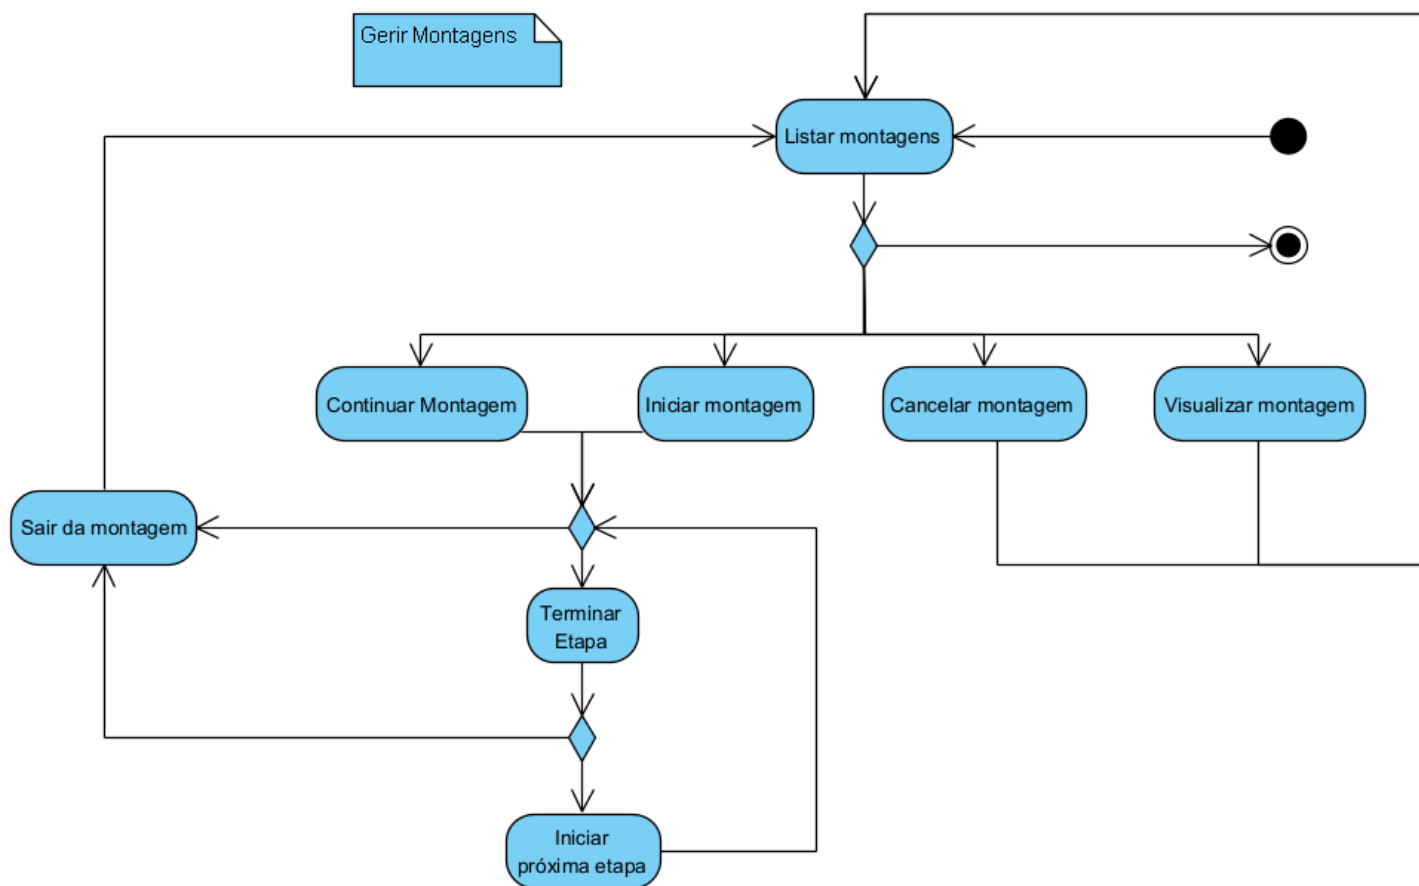 Gerir Montagens
Listar montagens
Continuar Montagem
Iniciar montagem
Cancelar montagem
Visualizar montagem
Sair da montagem
Terminar
Etapa
Iniciar
próxima etapa